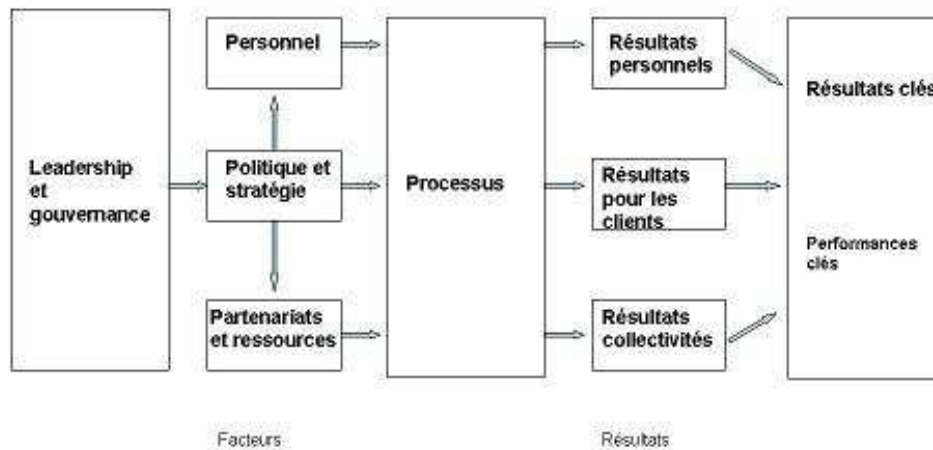 Leadership
et
gouvernance
Personnel
Politique et
stratégie
Partenariats
et ressources
Processus
Résultats
personnels
Résultats
pour les
clients
Résultats
collectivités
Résultats clés
Performances
clés
Facteurs
Résultats